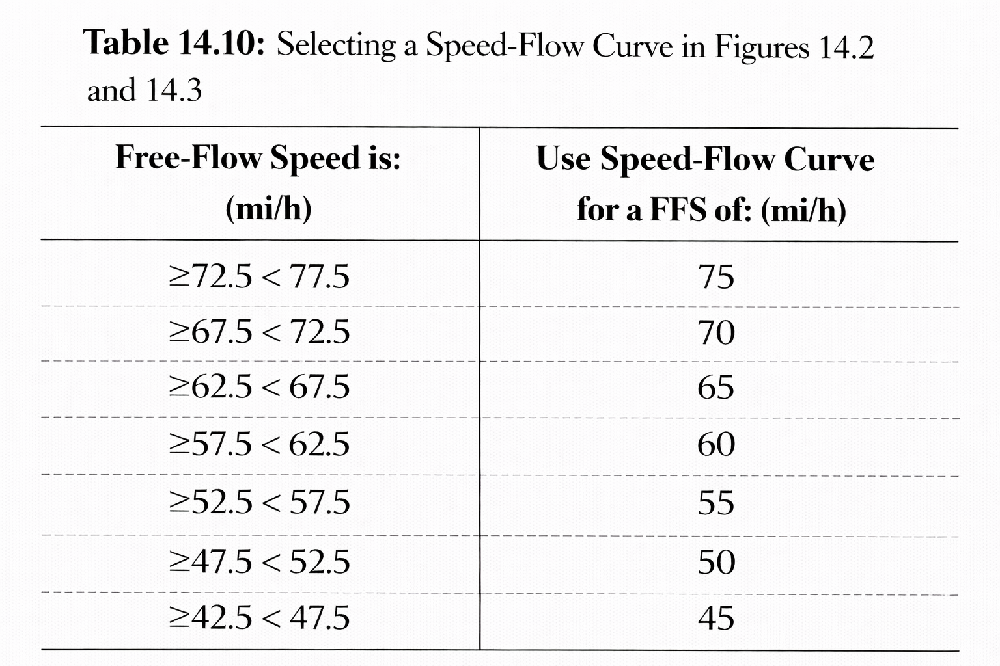 Table 14.10: Selecting a Speed-Flow Curve in Figures 14.2
and 14.3
Free-Flow Speed is:
(mi/h)
Use Speed-Flow Curve
for a FFS of: (mi/h)
≥72.5 < 77.5 75
≥67.5 < 72.5 70
≥62.5 < 67.5 65
≥57.5 < 62.5 60
≥52.5 < 57.5 55
≥47.5 < 52.5 50
≥42.5 < 47.5 45